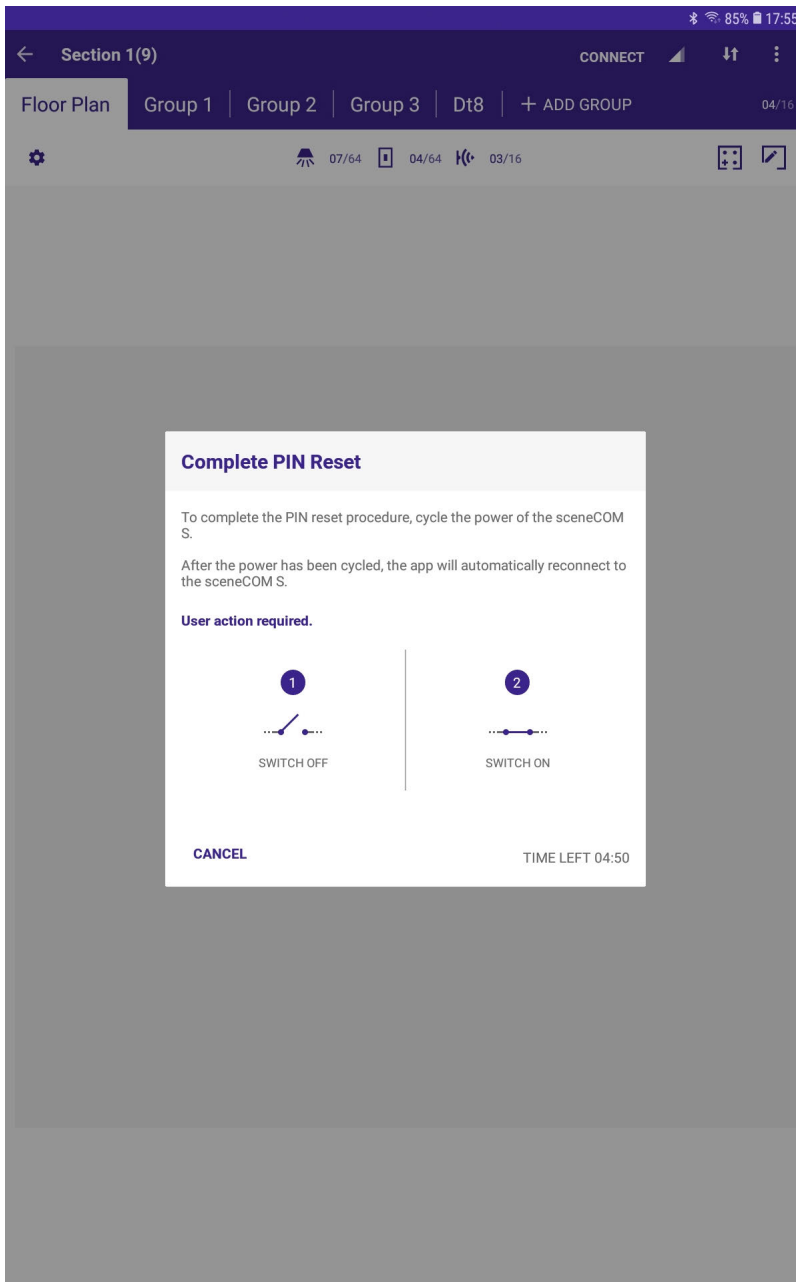 85% 17:55
Section 1(9) CONNECT
Floor Plan Group 1 Group 2 Group 3 Dt8 + ADD GROUP 04/16
07/64 04/64 03/16
Complete PIN Reset
To complete the PIN reset procedure, cycle the power of the sceneCOM
S.
After the power has been cycled, the app will automatically reconnect to
the sceneCOM S.
User action required.
1 2
SWITCH OFF SWITCH ON
CANCEL TIME LEFT 04:50